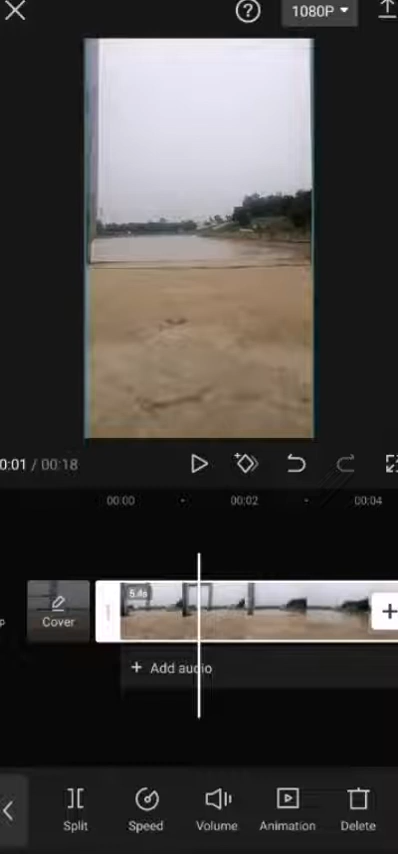 1080P
0:01 / 00:18
00:00
00:02
00:04
5.4s
Cover
+ Add audio
Split
Speed
Volume
Animation
Delete